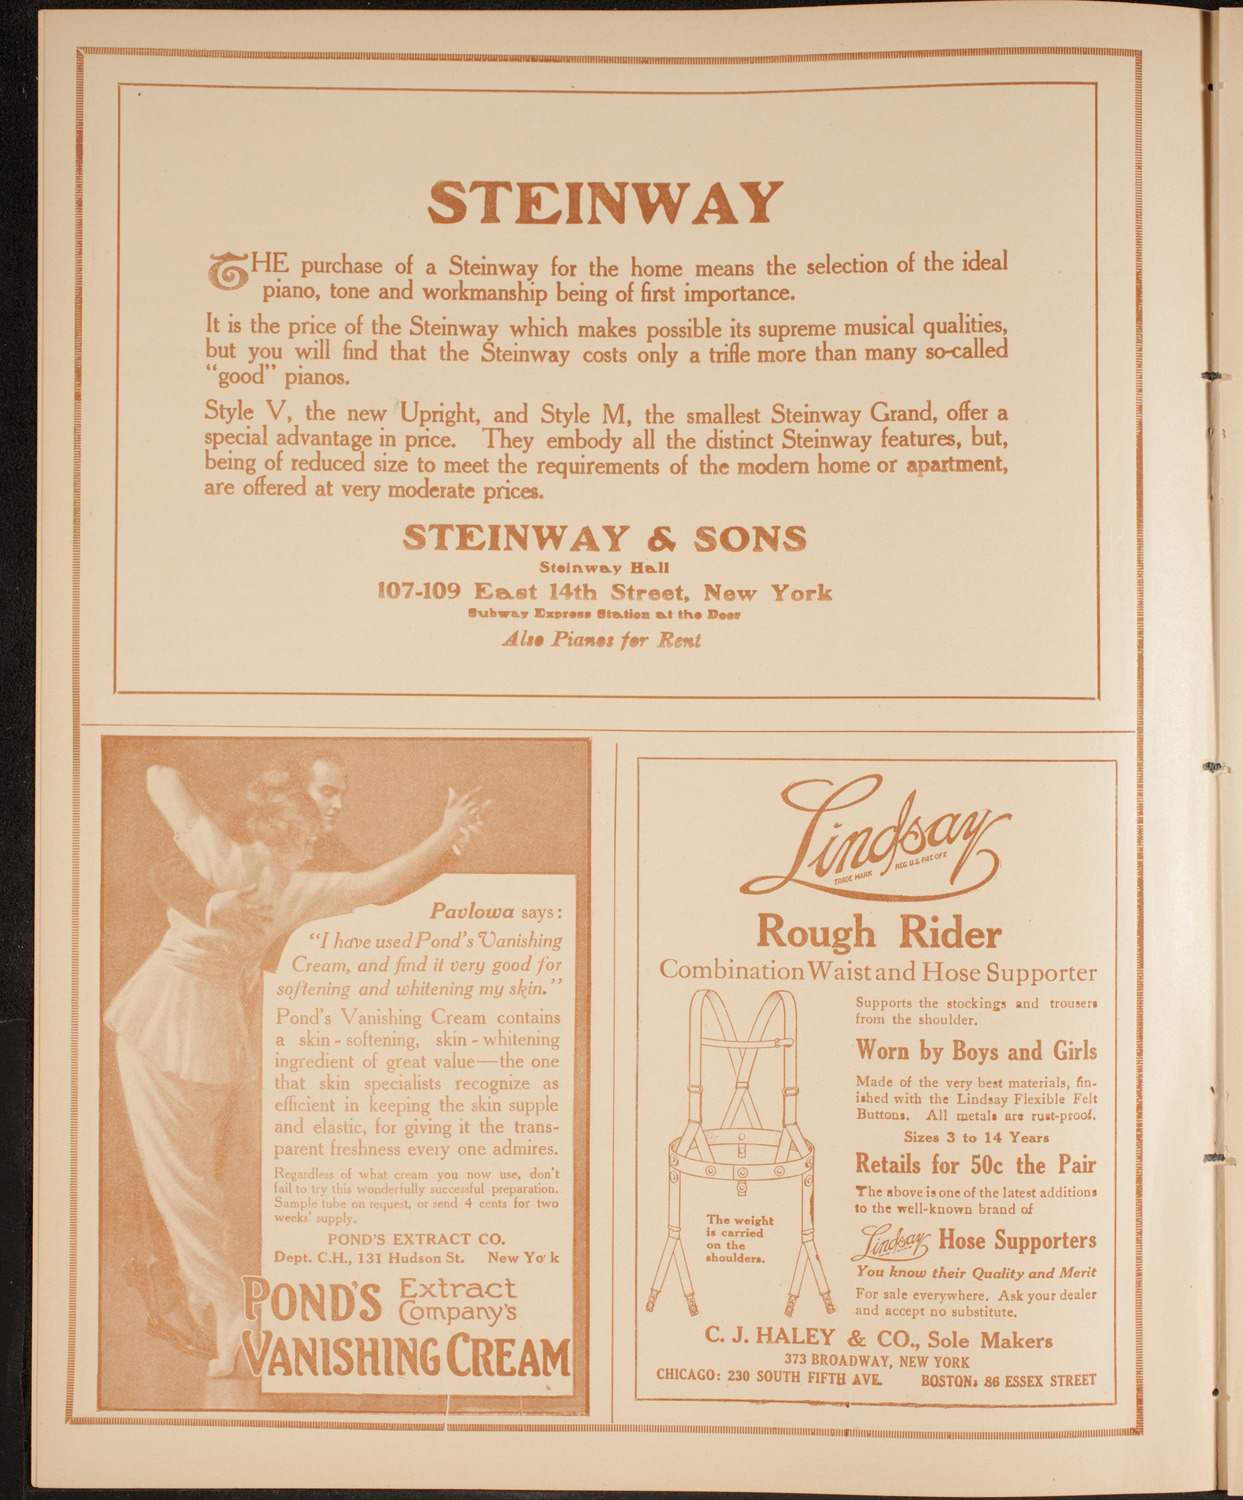 STEINWAY
THE purchase of a Steinway for the home means the selection of the ideal
piano, tone and workmanship being of first importance.
It is the price of the Steinway which makes possible its supreme musical qualities,
but you will find that the Steinway costs only a trifle more than many so-called
“good” pianos.
Style V, the new Upright, and Style M, the smallest Steinway Grand, offer a
special advantage in price. They embody all the distinct Steinway features, but,
being of reduced size to meet the requirements of the modern home or apartment,
are offered at very moderate prices.
STEINWAY & SONS
Steinway Hall
107-109 East 14th Street, New York
Subway Express Station at the Door
Also Pianos for Rent
Pavlowa says:
“I have used Pond's Vanishing
Cream, and find it very good for
softening and whitening my skin.”
Pond's Vanishing Cream contains
a skin-softening, skin-whitening
ingredient of great value—the one
that skin specialists recognize as
efficient in keeping the skin supple
and elastic, for giving it the trans-
parent freshness every one admires.
Regardless of what cream you now use, don't
fail to try this wonderfully successful preparation.
Sample tube on request, or send 4 cents for two
weeks' supply.
POND'S EXTRACT CO.
Dept. C.H., 131 Hudson St. New Yo k
POND'S Extract
Company's
VANISHING CREAM
Lindsay
TRADE MARK REG U.S. PAT. OFF.
Rough Rider
Combination Waist and Hose Supporter
Supports the stockings and trousers
from the shoulder.
Worn by Boys and Girls
Made of the very best materials, fin-
ished with the Lindsay Flexible Felt
Buttons. All metals are rust-proof.
Sizes 3 to 14 Years
Retails for 50c the Pair
The above is one of the latest additions
to the well-known brand of
Lindsay Hose Supporters
You know their Quality and Merit
For sale everywhere. Ask your dealer
and accept no substitute.
The weight
is carried
on the
shoulders.
C. J. HALEY & CO., Sole Makers
373 BROADWAY, NEW YORK
CHICAGO: 230 SOUTH FIFTH AVE. BOSTON: 86 ESSEX STREET